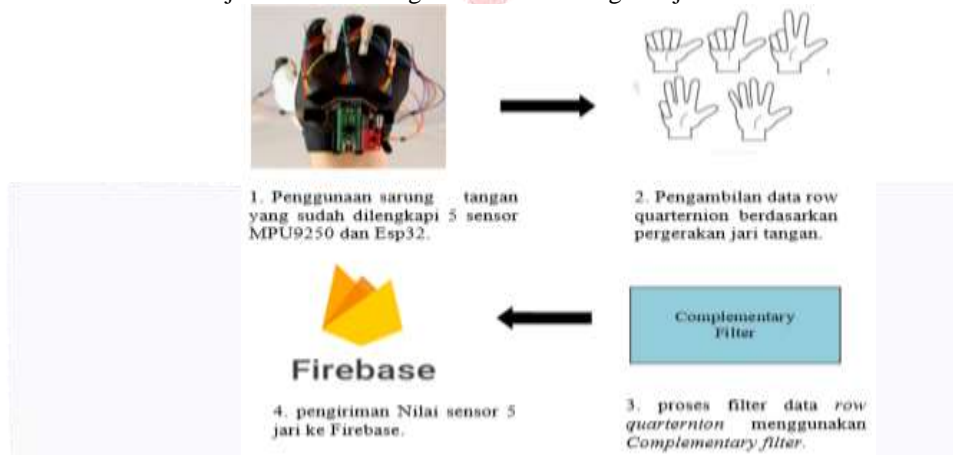 1. Penggunaan sarung tangan
yang sudah dilengkapi 5 sensor
MPU9250 dan Esp32.
2. Pengambilan data row
quarternion berdasarkan
pergerakan jari tangan.
Complementary
Filter
3. proses filter data row
quarternion menggunakan
Complementary filter.
Firebase
4. pengiriman Nilai sensor 5
jari ke Firebase.